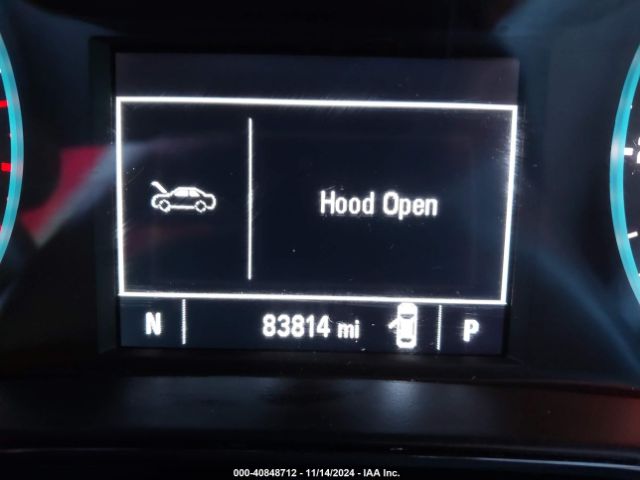 Hood Open
N 83814 mi P
000-40848712 - 11/14/2024 - IAA Inc.